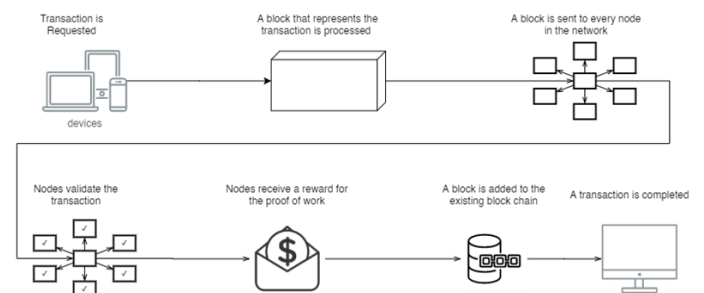 Transaction is
Requested
A block that represents the
transaction is processed
A block is sent to every node
in the network
devices
Nodes validate the
transaction
Nodes receive a reward for
the proof of work
A block is added to the
existing block chain
A transaction is completed
$